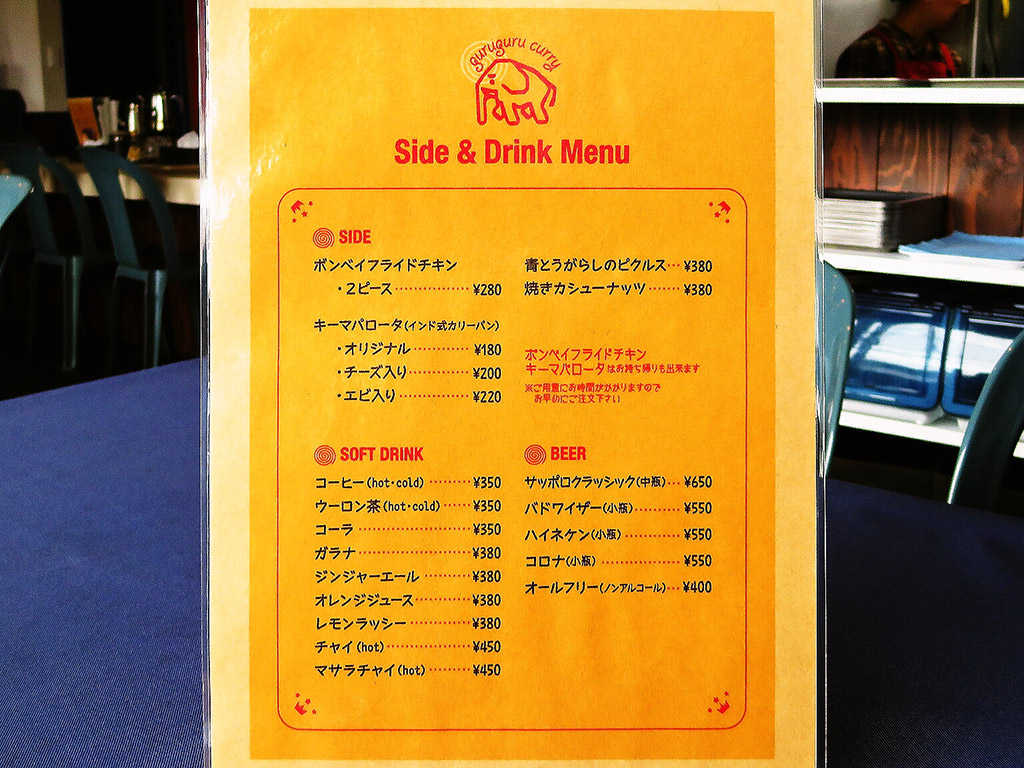 guruguru curry
Side & Drink Menu
SIDE
ボンベイフライドチキン
・2ピース………… ¥280
キーマパロータ(インド式カリーパン)
・オリジナル………… ¥180
・チーズ入り………… ¥200
・エビ入り………… ¥220
青とうがらしのピクルス… ¥380
焼きカシューナッツ…… ¥380
ボンベイフライドチキン
キーマパロータはお持ち帰りも出来ます
※ご用意にお時間がかかりますので
お早めにご注文下さい
SOFT DRINK
コーヒー(hot・cold)………… ¥350
ウーロン茶(hot・cold)…… ¥350
コーラ………… ¥350
ガラナ………… ¥380
ジンジャーエール………… ¥380
オレンジジュース………… ¥380
レモンラッシー………… ¥380
チャイ(hot)………… ¥450
マサラチャイ(hot)………… ¥450
BEER
サッポロクラッシック(中瓶)… ¥650
バドワイザー(小瓶)………… ¥550
ハイネケン(小瓶)………… ¥550
コロナ(小瓶)………… ¥550
オールフリー(ノンアルコール)… ¥400